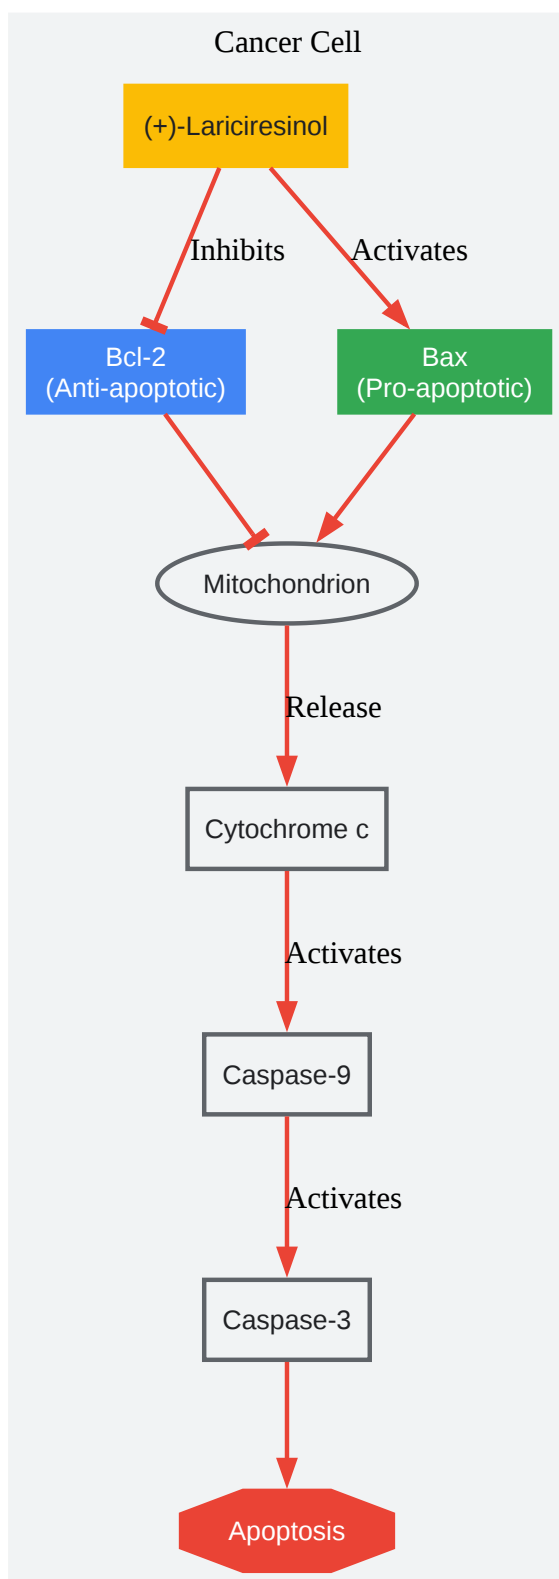 Cancer Cell
(+)-Lariciresinol
Inhibits
Activates
Bcl-2
(Anti-apoptotic)
Bax
(Pro-apoptotic)
Mitochondrion
Release
Cytochrome c
Activates
Caspase-9
Activates
Caspase-3
Apoptosis